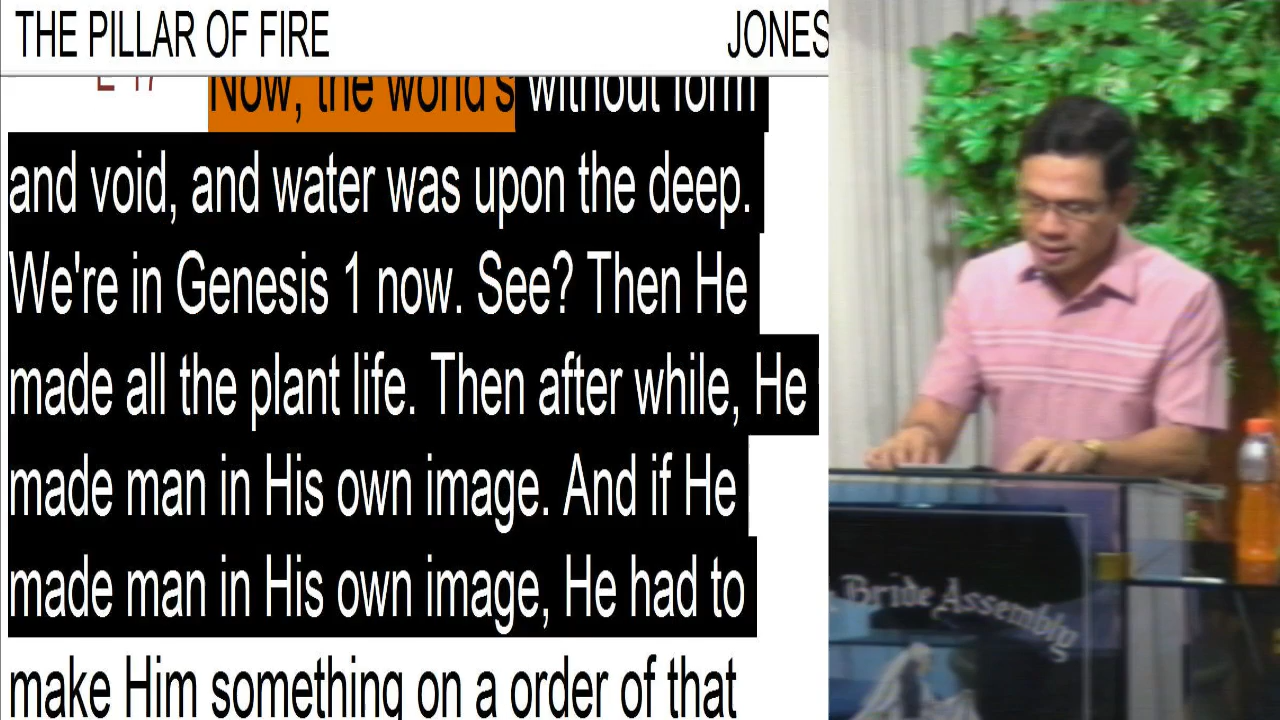 THE PILLAR OF FIRE JONES
E-17 Now, the world's without form
and void, and water was upon the deep.
We're in Genesis 1 now. See? Then He
made all the plant life. Then after while, He
made man in His own image. And if He
made man in His own image, He had to
make Him something on a order of that
Bride Assembly